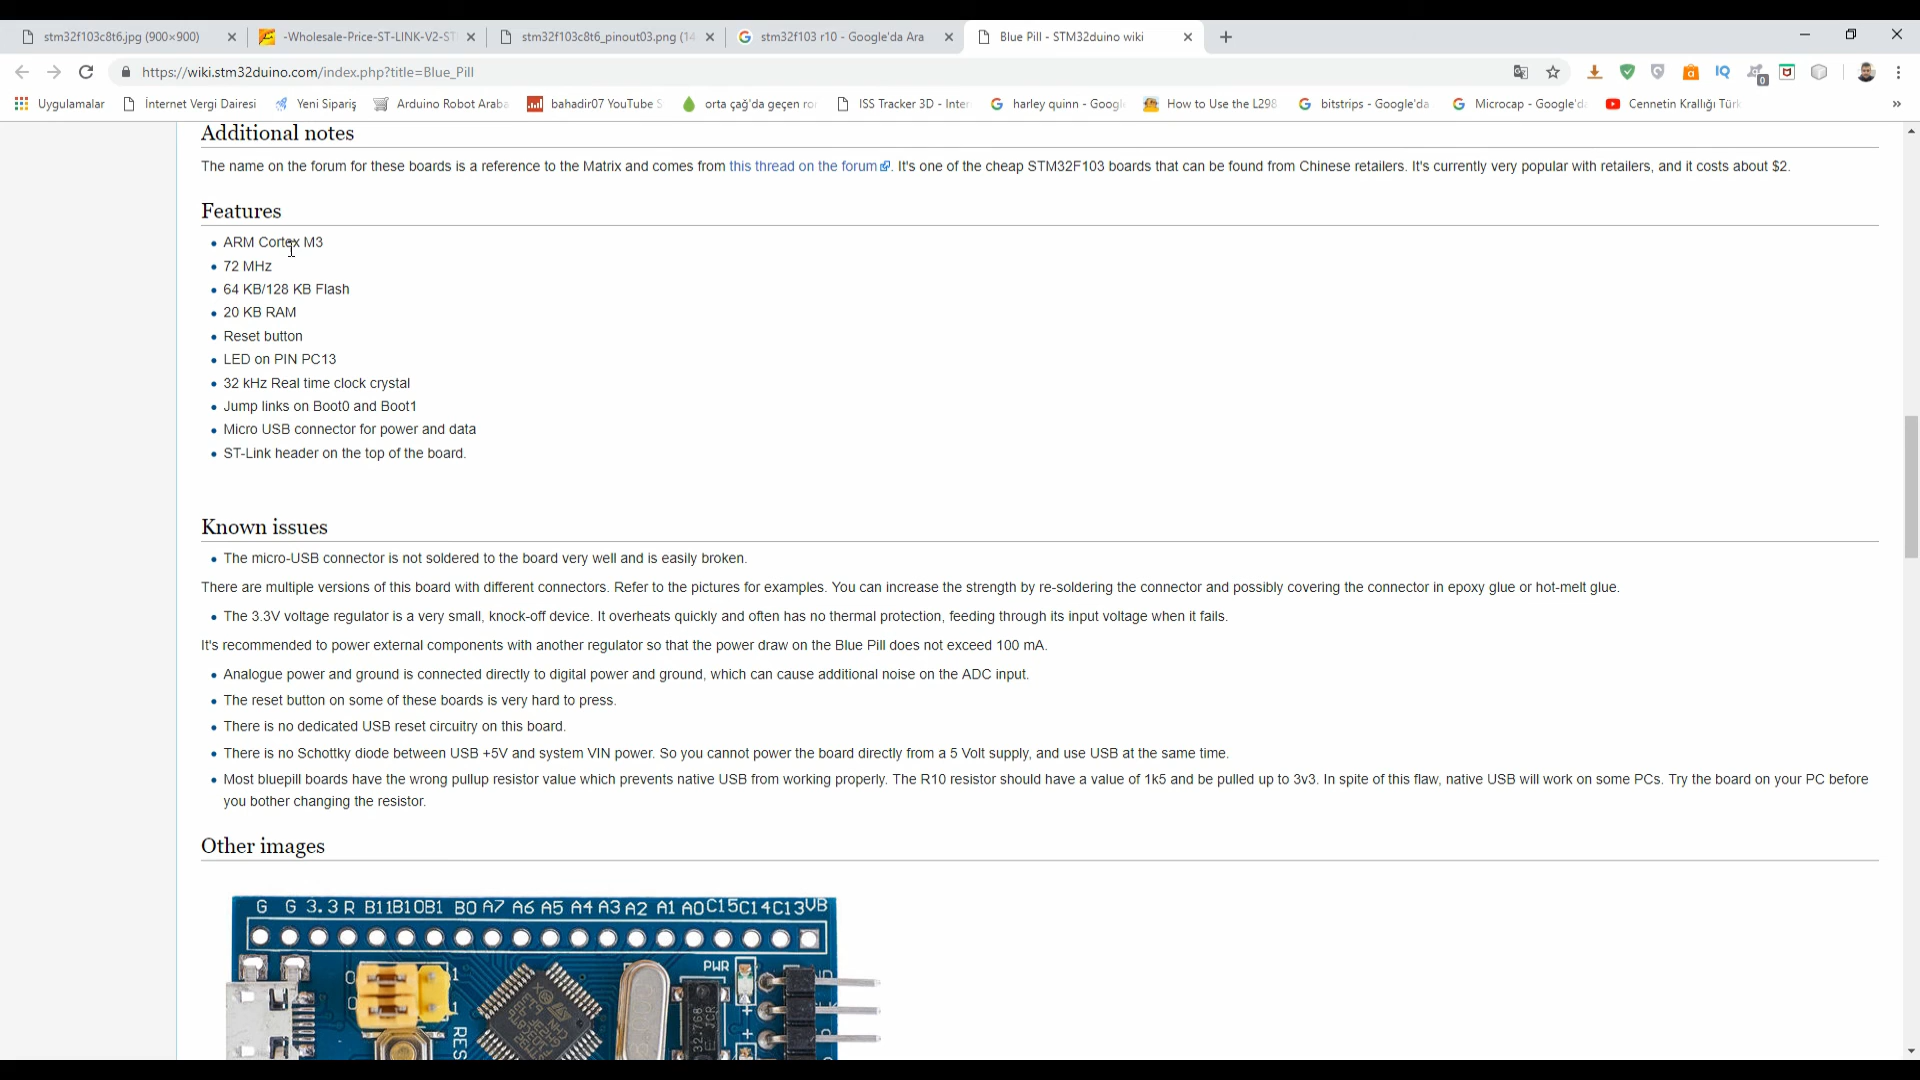 stm32f103c8t6.jpg (900×900)
-Wholesale-Price-ST-LINK-V2-ST
stm32f103c8t6_pinout03.png (14
stm32f103 r10 - Google'da Ara
Blue Pill - STM32duino wiki
https://wiki.stm32duino.com/index.php?title=Blue_Pill
Uygulamalar
İnternet Vergi Dairesi
Yeni Sipariş
Arduino Robot Araba
bahadir07 YouTube S
orta çağ'da geçen ro
ISS Tracker 3D - Inter
harley quinn - Googl
How to Use the L298
bitstrips - Google'da
Microcap - Google'd
Cennetin Krallığı Tür
Additional notes
The name on the forum for these boards is a reference to the Matrix and comes from this thread on the forum. It's one of the cheap STM32F103 boards that can be found from Chinese retailers. It's currently very popular with retailers, and it costs about $2.
Features
ARM Cortex M3
72 MHz
64 KB/128 KB Flash
20 KB RAM
Reset button
LED on PIN PC13
32 kHz Real time clock crystal
Jump links on Boot0 and Boot1
Micro USB connector for power and data
ST-Link header on the top of the board.
Known issues
The micro-USB connector is not soldered to the board very well and is easily broken.
There are multiple versions of this board with different connectors. Refer to the pictures for examples. You can increase the strength by re-soldering the connector and possibly covering the connector in epoxy glue or hot-melt glue.
The 3.3V voltage regulator is a very small, knock-off device. It overheats quickly and often has no thermal protection, feeding through its input voltage when it fails.
It's recommended to power external components with another regulator so that the power draw on the Blue Pill does not exceed 100 mA.
Analogue power and ground is connected directly to digital power and ground, which can cause additional noise on the ADC input.
The reset button on some of these boards is very hard to press.
There is no dedicated USB reset circuitry on this board.
There is no Schottky diode between USB +5V and system VIN power. So you cannot power the board directly from a 5 Volt supply, and use USB at the same time.
Most bluepill boards have the wrong pullup resistor value which prevents native USB from working properly. The R10 resistor should have a value of 1k5 and be pulled up to 3v3. In spite of this flaw, native USB will work on some PCs. Try the board on your PC before
you bother changing the resistor.
Other images
G G 3.3 R B11 B10 B1 B0 A7 A6 A5 A4 A3 A2 A1 A0 C15 C14 C13 VB
PWR
0 1
0 1
RES
32.768
JCR